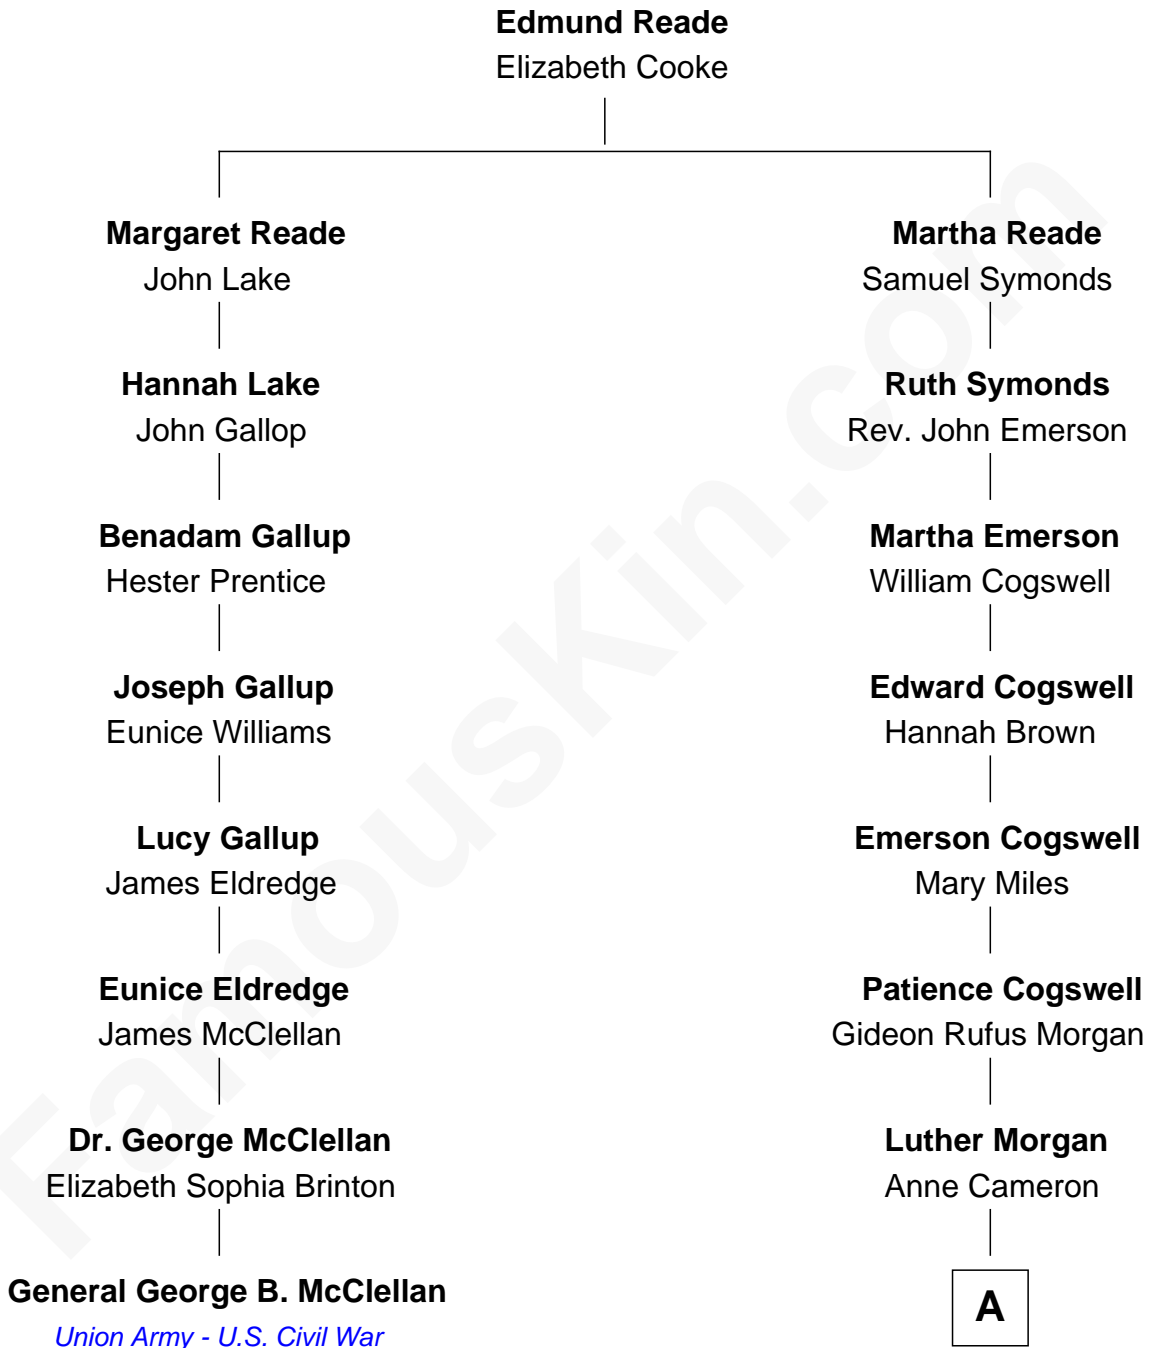 Edmund Reade
Elizabeth Cooke
Margaret Reade
John Lake
Martha Reade
Samuel Symonds
Hannah Lake
John Gallop
Ruth Symonds
Rev. John Emerson
Benadam Gallup
Hester Prentice
Martha Emerson
William Cogswell
Joseph Gallup
Eunice Williams
Edward Cogswell
Hannah Brown
Lucy Gallup
James Eldredge
Emerson Cogswell
Mary Miles
Eunice Eldredge
James McClellan
Patience Cogswell
Gideon Rufus Morgan
Dr. George McClellan
Elizabeth Sophia Brinton
Luther Morgan
Anne Cameron
General George B. McClellan
Union Army - U.S. Civil War
A
FamousKin.com